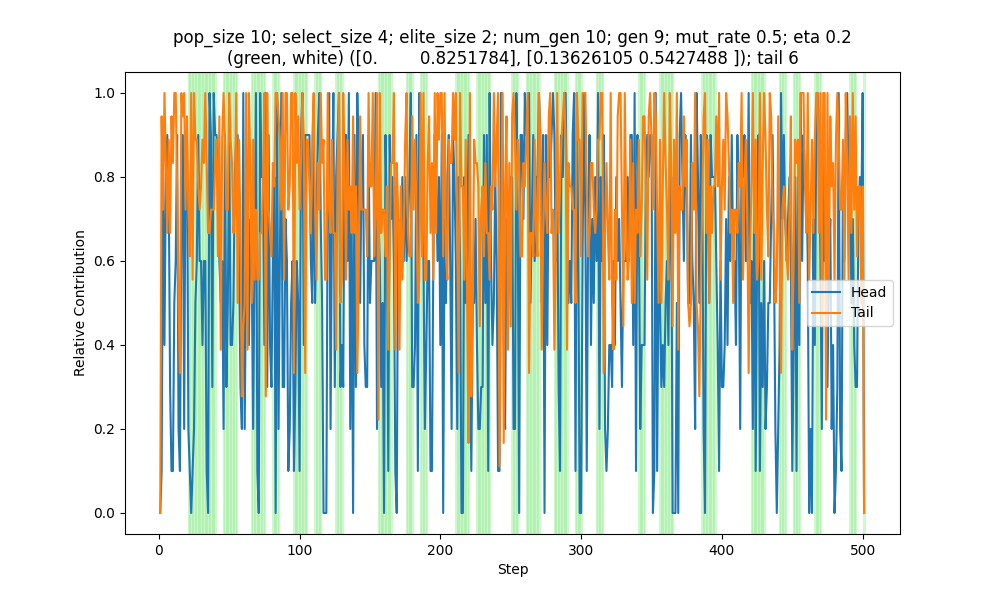 pop_size 10; select_size 4; elite_size 2; num_gen 10; gen 9; mut_rate 0.5; eta 0.2
(green, white) ([0. 0.8251784], [0.13626105 0.5427488 ]); tail 6
1.0
0.8
0.6
0.4
0.2
0.0
Relative Contribution
Head
Tail
0 100 200 300 400 500
Step